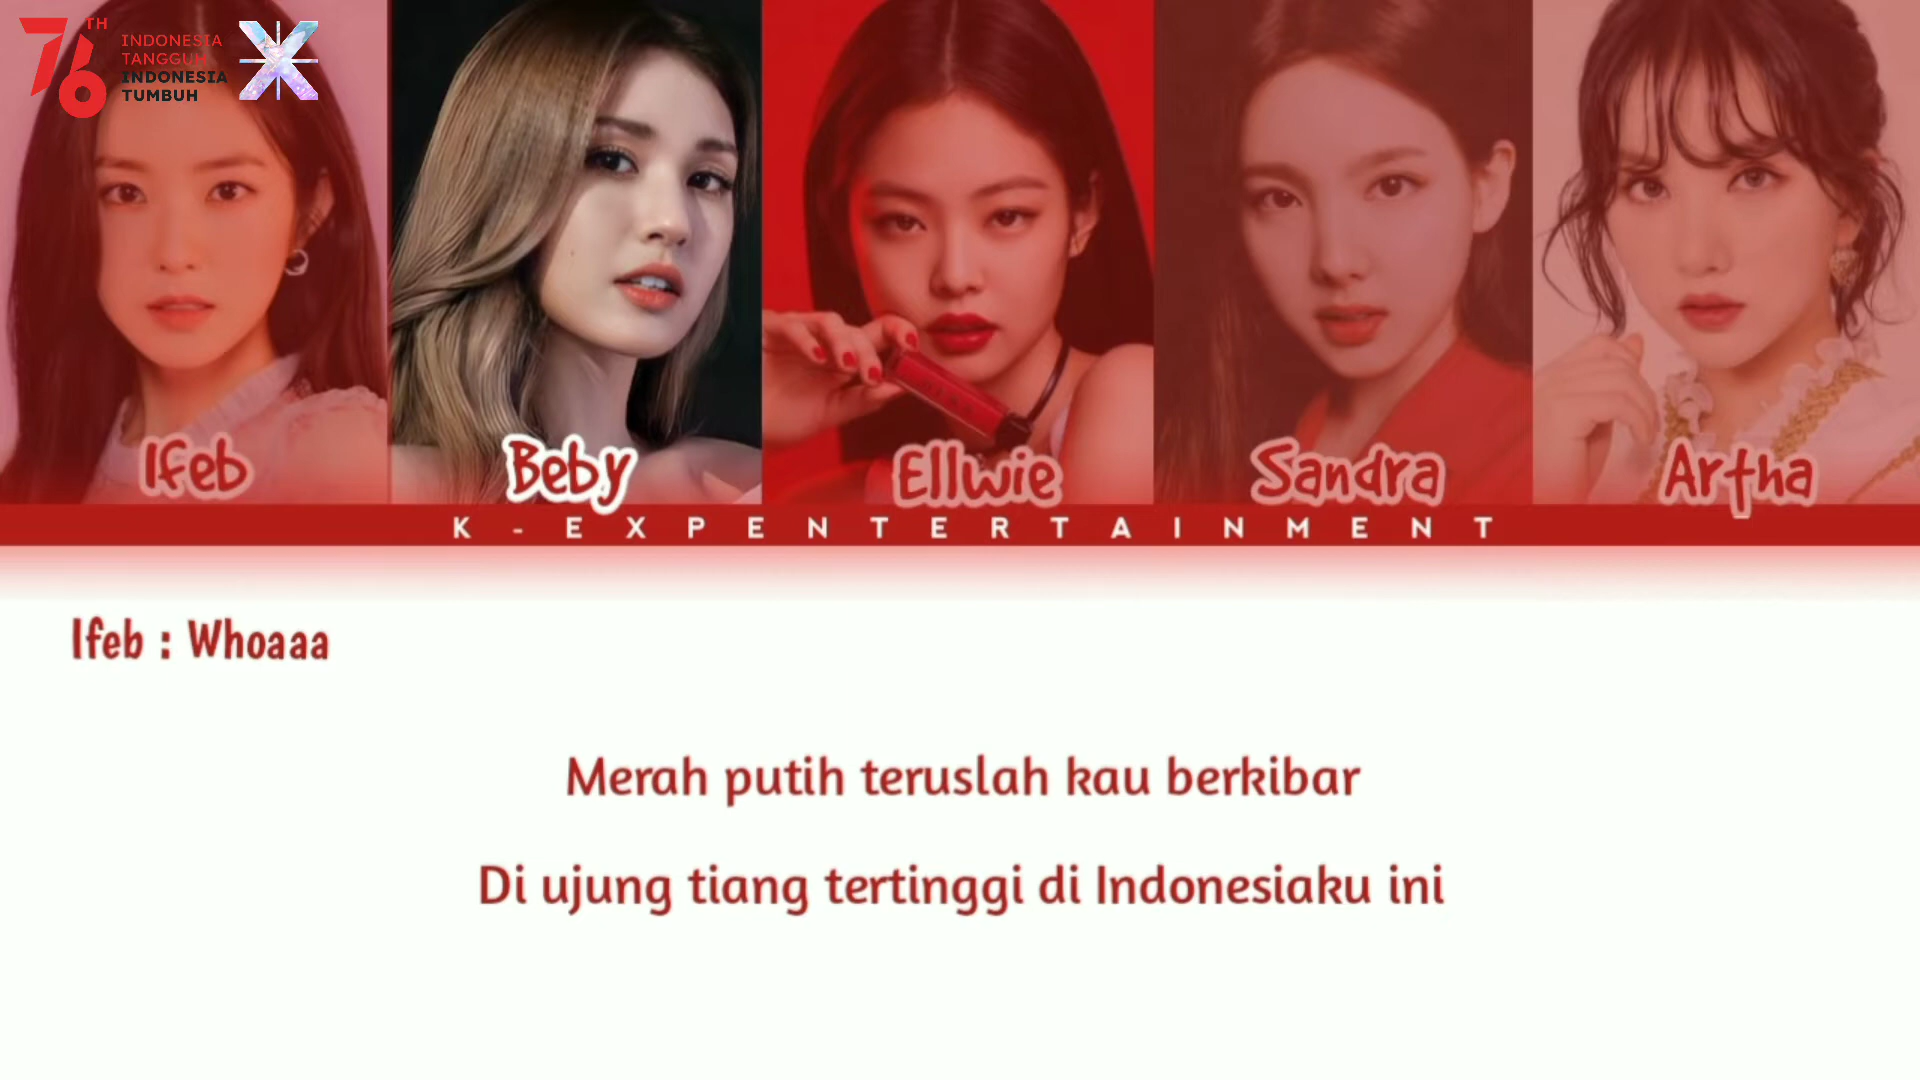 76TH
INDONESIA
TANGGUH
INDONESIA
TUMBUH
Ifeb
Beby
Ellwie
Sandra
Artha
K-EXPENTERTAINMENT
Ifeb : Whoaaa
Merah putih teruslah kau berkibar
Di ujung tiang tertinggi di Indonesiaku ini